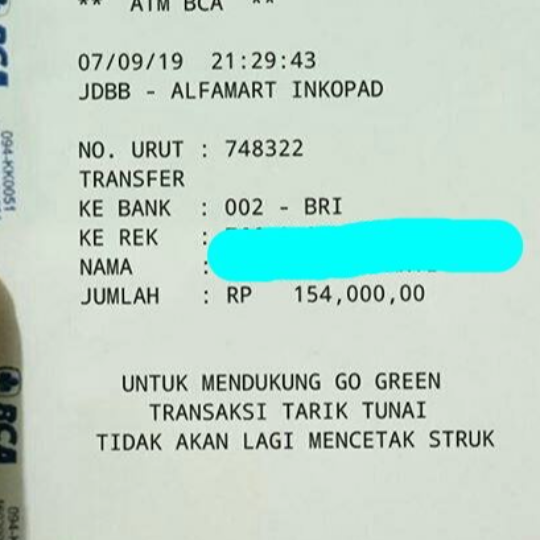 ** ATM BCA **
07/09/19 21:29:43
JDBB - ALFAMART INKOPAD
NO. URUT : 748322
TRANSFER
KE BANK : 002 - BRI
KE REK :
NAMA :
JUMLAH : RP 154,000,00
UNTUK MENDUKUNG GO GREEN
TRANSAKSI TARIK TUNAI
TIDAK AKAN LAGI MENCETAK STRUK
BCA
094-KK0051
BCA